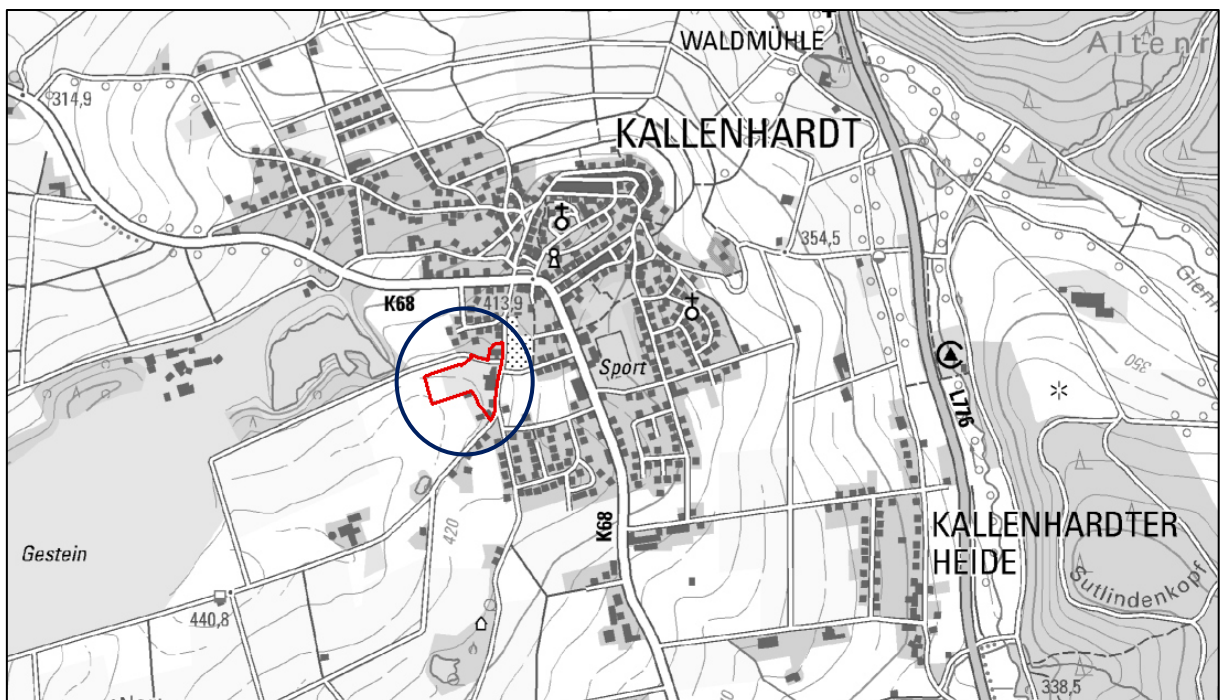 WALDMÜHLE
Altenr
314,9
KALLENHARDT
354,5
Glenn
K68
413,9
Sport
350
L776
K68
KALLENHARDTER
HEIDE
420
Gestein
Sutlindenkopf
440,8
338,5